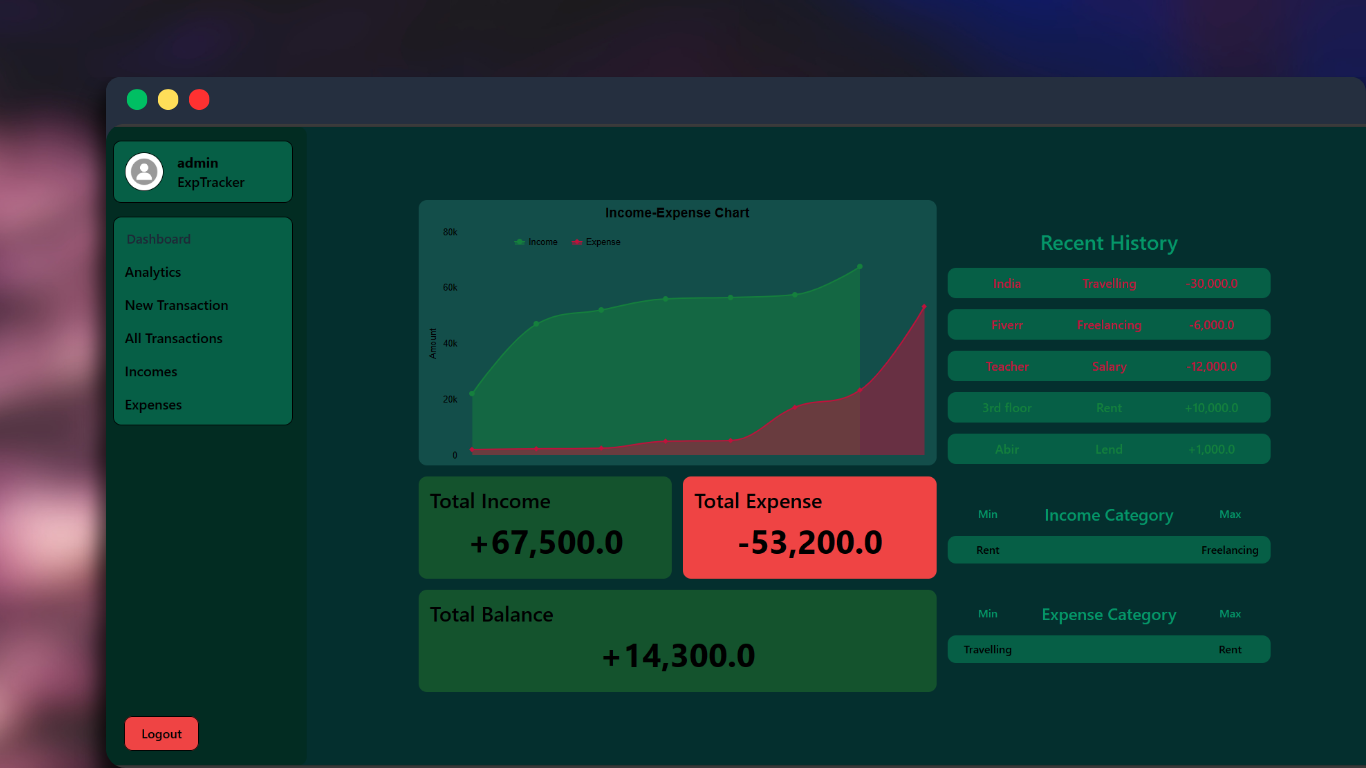 admin
ExpTracker
Dashboard
Analytics
New Transaction
All Transactions
Incomes
Expenses
Logout
Income-Expense Chart
Income Expense
80k
60k
40k
20k
0
Amount
Total Income
+67,500.0
Total Expense
-53,200.0
Total Balance
+14,300.0
Recent History
India Travelling -30,000.0
Fiverr Freelancing -6,000.0
Teacher Salary -12,000.0
3rd floor Rent +10,000.0
Abir Lend +1,000.0
Min Income Category Max
Rent Freelancing
Min Expense Category Max
Travelling Rent